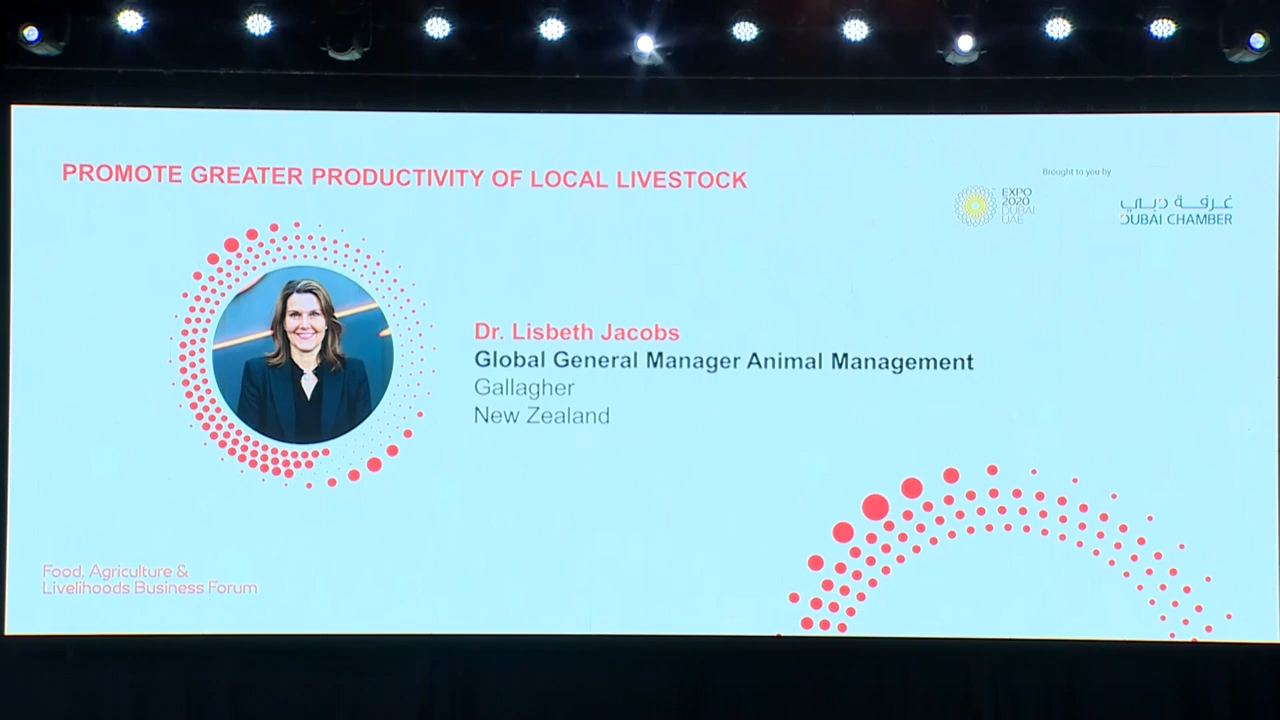 PROMOTE GREATER PRODUCTIVITY OF LOCAL LIVESTOCK
Brought to you by
EXPO
2020
DUBAI
UAE
غرفة دبي
DUBAI CHAMBER
Dr. Lisbeth Jacobs
Global General Manager Animal Management
Gallagher
New Zealand
Food, Agriculture &
Livelihoods Business Forum